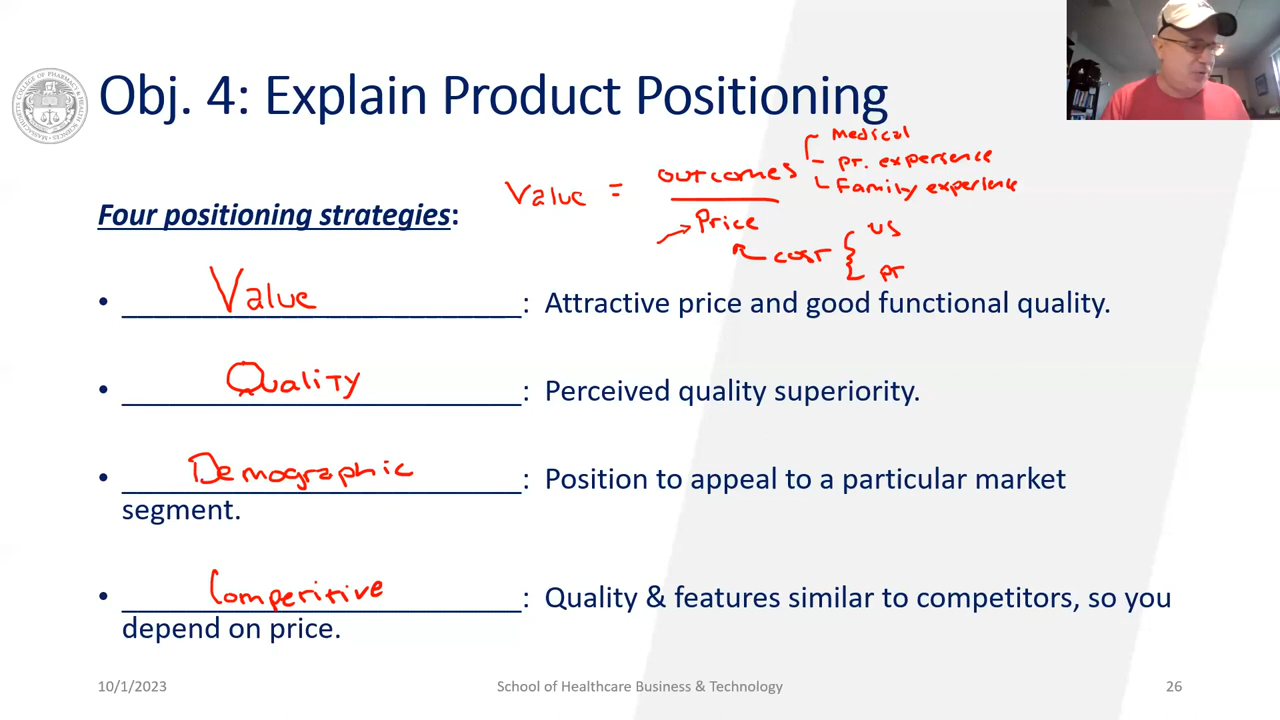 Obj. 4: Explain Product Positioning
Medical
Value = outcomes pt. experience
Family experience
Four positioning strategies:
Price
cost { US
pt
• Value: Attractive price and good functional quality.
• Quality: Perceived quality superiority.
• Demographic: Position to appeal to a particular market
segment.
• Competitive: Quality & features similar to competitors, so you
depend on price.
10/1/2023
School of Healthcare Business & Technology
26